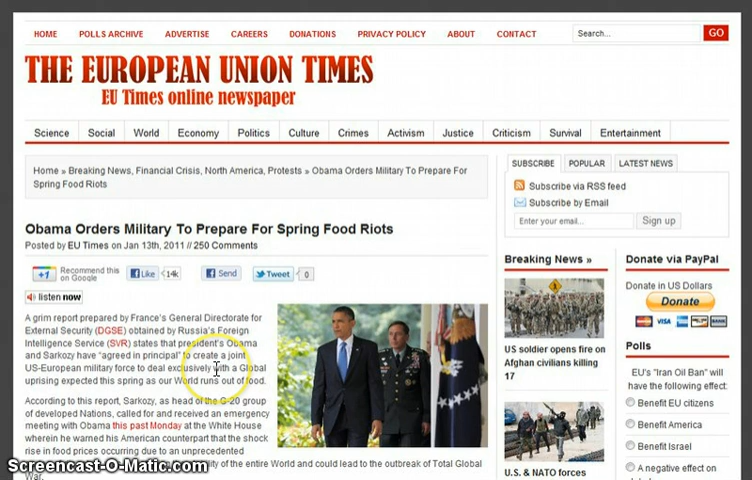 HOME POLLS ARCHIVE ADVERTISE CAREERS DONATIONS PRIVACY POLICY ABOUT CONTACT Search... GO
THE EUROPEAN UNION TIMES
EU Times online newspaper
Science Social World Economy Politics Culture Crimes Activism Justice Criticism Survival Entertainment
Home » Breaking News, Financial Crisis, North America, Protests » Obama Orders Military To Prepare For
Spring Food Riots
Obama Orders Military To Prepare For Spring Food Riots
Posted by EU Times on Jan 13th, 2011 // 250 Comments
+1 Recommend this on Google Like 14k Send Tweet 0
listen now
A grim report prepared by France's General Directorate for
External Security (DGSE) obtained by Russia's Foreign
Intelligence Service (SVR) states that president's Obama
and Sarkozy have "agreed in principal" to create a joint
US-European military force to deal exclusively with a Global
uprising expected this spring as our World runs out of food.
According to this report, Sarkozy, as head of the G-20 group
of developed Nations, called for and received an emergency
meeting with Obama this past Monday at the White House
wherein he warned his American counterpart that the shock
rise in food prices occurring due to an unprecedented
of the entire World and could lead to the outbreak of Total Global
War.
SUBSCRIBE POPULAR LATEST NEWS
Subscribe via RSS feed
Subscribe by Email
Enter your email... Sign up
Breaking News »
US soldier opens fire on
Afghan civilians killing
17
U.S. & NATO forces
Donate via PayPal
Donate in US Dollars
Donate
VISA
Polls
EU's "Iran Oil Ban" will
have the following effect:
Benefit EU citizens
Benefit America
Benefit Israel
A negative effect on
Screencast-O-Matic.com